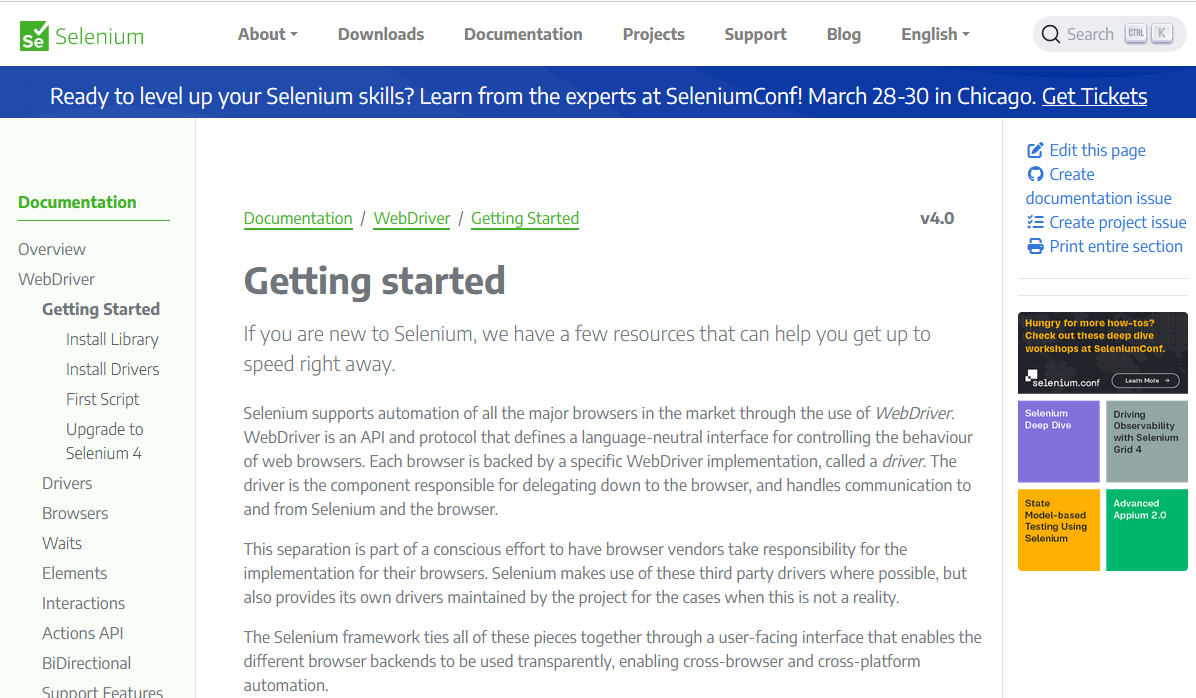 Se Selenium
About Downloads Documentation Projects Support Blog English
Search CTRL K
Ready to level up your Selenium skills? Learn from the experts at SeleniumConf! March 28-30 in Chicago. Get Tickets
Documentation
Overview
WebDriver
Getting Started
Install Library
Install Drivers
First Script
Upgrade to
Selenium 4
Drivers
Browsers
Waits
Elements
Interactions
Actions API
BiDirectional
Support Features
Documentation / WebDriver / Getting Started
v4.0
Getting started
If you are new to Selenium, we have a few resources that can help you get up to
speed right away.
Selenium supports automation of all the major browsers in the market through the use of WebDriver.
WebDriver is an API and protocol that defines a language-neutral interface for controlling the behaviour
of web browsers. Each browser is backed by a specific WebDriver implementation, called a driver. The
driver is the component responsible for delegating down to the browser, and handles communication to
and from Selenium and the browser.
This separation is part of a conscious effort to have browser vendors take responsibility for the
implementation for their browsers. Selenium makes use of these third party drivers where possible, but
also provides its own drivers maintained by the project for the cases when this is not a reality.
The Selenium framework ties all of these pieces together through a user-facing interface that enables the
different browser backends to be used transparently, enabling cross-browser and cross-platform
automation.
Edit this page
Create
documentation issue
Create project issue
Print entire section
Hungry for more how-tos?
Check out these deep dive
workshops at SeleniumConf.
selenium.conf
Learn More →
Selenium
Deep Dive
Driving
Observability
with Selenium
Grid 4
State
Model-based
Testing Using
Selenium
Advanced
Appium 2.0